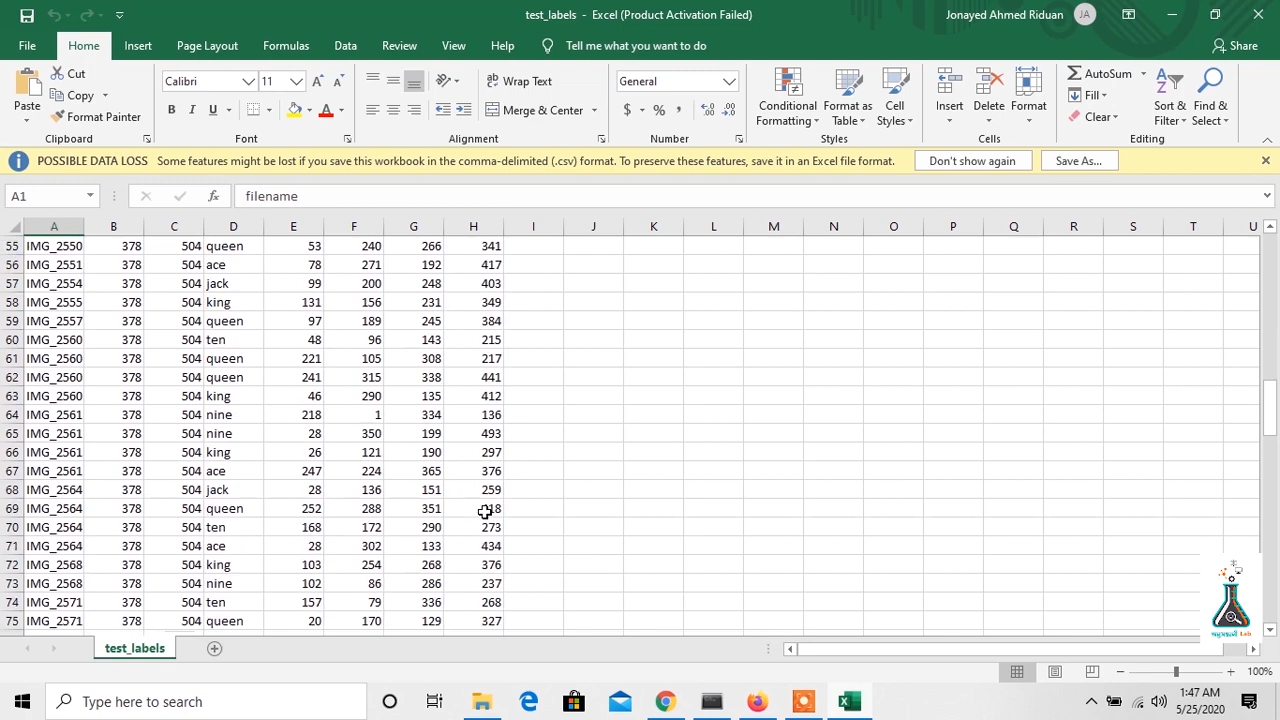 test_labels - Excel (Product Activation Failed)
Jonayed Ahmed Riduan
JA
File Home Insert Page Layout Formulas Data Review View Help Tell me what you want to do Share
Paste
Cut
Copy
Format Painter
Clipboard
Calibri 11
B I U
Font
Wrap Text
Merge & Center
Alignment
General
$ % ,
Number
Conditional Formatting
Format as Table
Cell Styles
Styles
Insert Delete Format
Cells
AutoSum
Fill
Clear
Sort & Filter
Find & Select
Editing
POSSIBLE DATA LOSS Some features might be lost if you save this workbook in the comma-delimited (.csv) format. To preserve these features, save it in an Excel file format. Don't show again Save As...
A1 fx filename
A B C D E F G H I J K L M N O P Q R S T U
55 IMG_2550 378 504 queen 53 240 266 341
56 IMG_2551 378 504 ace 78 271 192 417
57 IMG_2554 378 504 jack 99 200 248 403
58 IMG_2555 378 504 king 131 156 231 349
59 IMG_2557 378 504 queen 97 189 245 384
60 IMG_2560 378 504 ten 48 96 143 215
61 IMG_2560 378 504 queen 221 105 308 217
62 IMG_2560 378 504 queen 241 315 338 441
63 IMG_2560 378 504 king 46 290 135 412
64 IMG_2561 378 504 nine 218 1 334 136
65 IMG_2561 378 504 nine 28 350 199 493
66 IMG_2561 378 504 king 26 121 190 297
67 IMG_2561 378 504 ace 247 224 365 376
68 IMG_2564 378 504 jack 28 136 151 259
69 IMG_2564 378 504 queen 252 288 351
70 IMG_2564 378 504 ten 168 172 290 273
71 IMG_2564 378 504 ace 28 302 133 434
72 IMG_2568 378 504 king 103 254 268 376
73 IMG_2568 378 504 nine 102 86 286 237
74 IMG_2571 378 504 ten 157 79 336 268
75 IMG_2571 378 504 queen 20 170 129 327
Lab
test_labels
100%
Type here to search
1:47 AM
5/25/2020